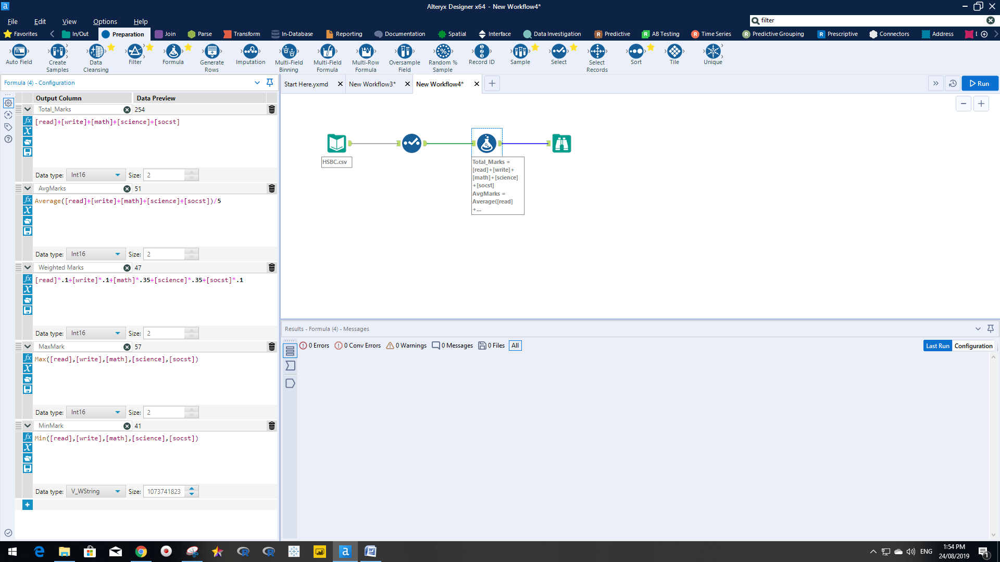 Alteryx Designer x64 - New Workflow4*
File Edit View Options Help
filter
Favorites In/Out Preparation Join Parse Transform In-Database Reporting Documentation Spatial Interface Data Investigation Predictive AB Testing Time Series Predictive Grouping Prescriptive Connectors Address
Auto Field
Create Samples
Data Cleansing
Filter
Formula
Generate Rows
Imputation
Multi-Field Binning
Multi-Field Formula
Multi-Row Formula
Oversample Field
Random % Sample
Record ID
Sample
Select
Select Records
Sort
Tile
Unique
Formula (4) - Configuration
Output Column Data Preview
Total_Marks 254
[read]+[write]+[math]+[science]+[socst]
Data type: Int16 Size: 2
AvgMarks 51
Average([read]+[write]+[math]+[science]+[socst])/5
Data type: Int16 Size: 2
Weighted Marks 47
[read]*.1+[write]*.1+[math]*.35+[science]*.35+[socst]*.1
Data type: Int16 Size: 2
MaxMark 57
Max([read],[write],[math],[science],[socst])
Data type: Int16 Size: 2
MinMark 41
Min([read],[write],[math],[science],[socst])
Data type: V_WString Size: 1073741823
Start Here.yxmd New Workflow3* New Workflow4*
Run
HSBC.csv
Total_Marks =
[read]+[write]+
[math]+[science]
+[socst]
AvgMarks =
Average([read]
+...
Results - Formula (4) - Messages
0 Errors 0 Conv Errors 0 Warnings 0 Messages 0 Files All
Last Run Configuration
ENG
1:54 PM
24/08/2019
1